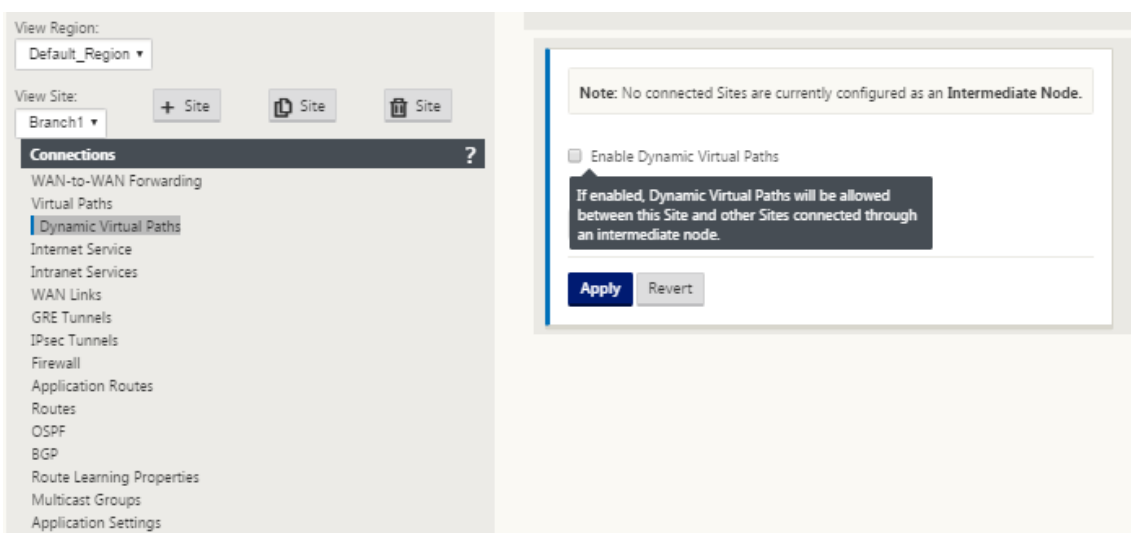 View Region:
Default_Region ▾
View Site:
Branch1 ▾
+ Site
Site
Site
Connections ?
WAN-to-WAN Forwarding
Virtual Paths
Dynamic Virtual Paths
Internet Service
Intranet Services
WAN Links
GRE Tunnels
IPsec Tunnels
Firewall
Application Routes
Routes
OSPF
BGP
Route Learning Properties
Multicast Groups
Application Settings
Note: No connected Sites are currently configured as an Intermediate Node.
Enable Dynamic Virtual Paths
If enabled, Dynamic Virtual Paths will be allowed
between this Site and other Sites connected through
an intermediate node.
Apply
Revert